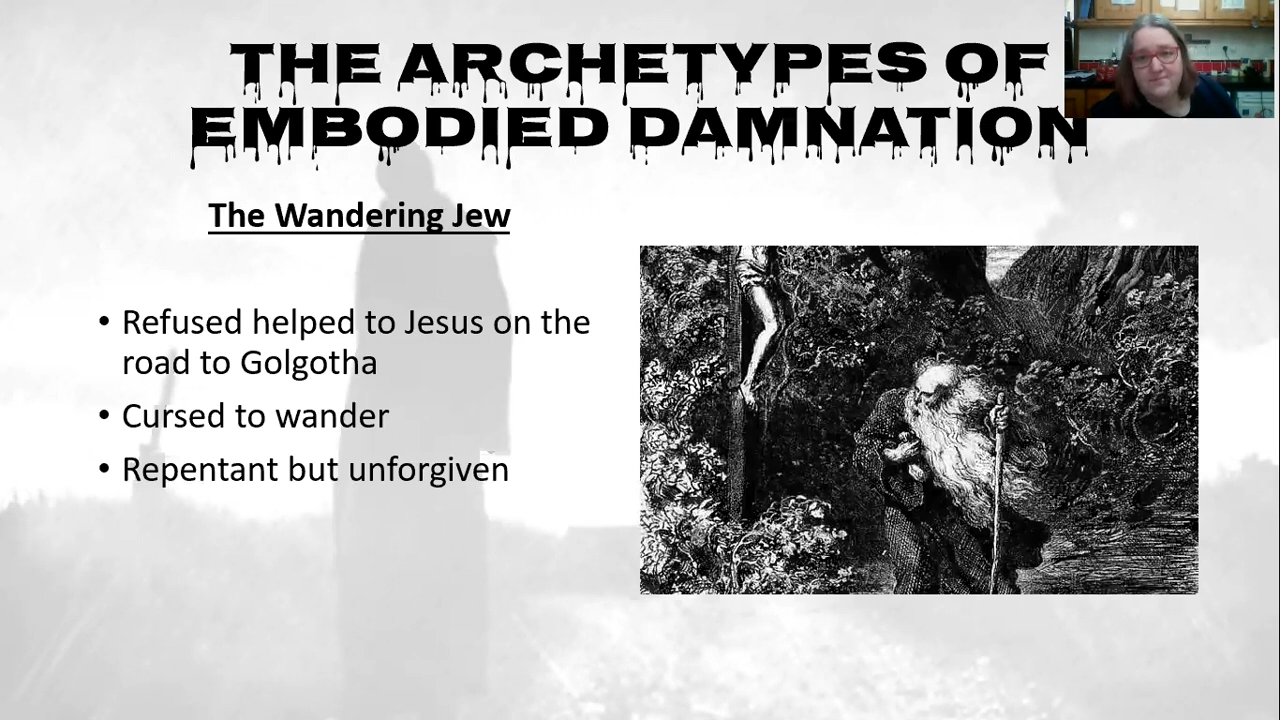 THE ARCHETYPES OF
EMBODIED DAMNATION
The Wandering Jew
• Refused helped to Jesus on the
road to Golgotha
• Cursed to wander
• Repentant but unforgiven